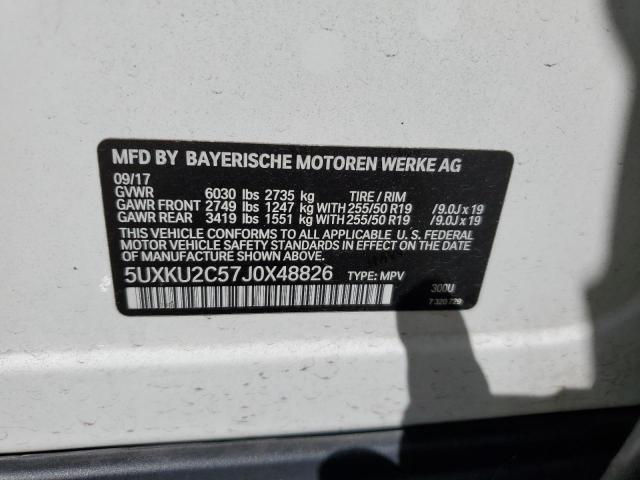 MFD BY BAYERISCHE MOTOREN WERKE AG
09/17
GVWR 6030 lbs 2735 kg TIRE / RIM
GAWR FRONT 2749 lbs 1247 kg WITH 255/50 R19 /9.0J x 19
GAWR REAR 3419 lbs 1551 kg WITH 255/50 R19 /9.0J x 19
THIS VEHICLE CONFORMS TO ALL APPLICABLE U. S. FEDERAL
MOTOR VEHICLE SAFETY STANDARDS IN EFFECT ON THE
DATE OF MANUFACTURE SHOWN ABOVE.
5UXKU2C57J0X48826 TYPE: MPV
300U
7 320 729